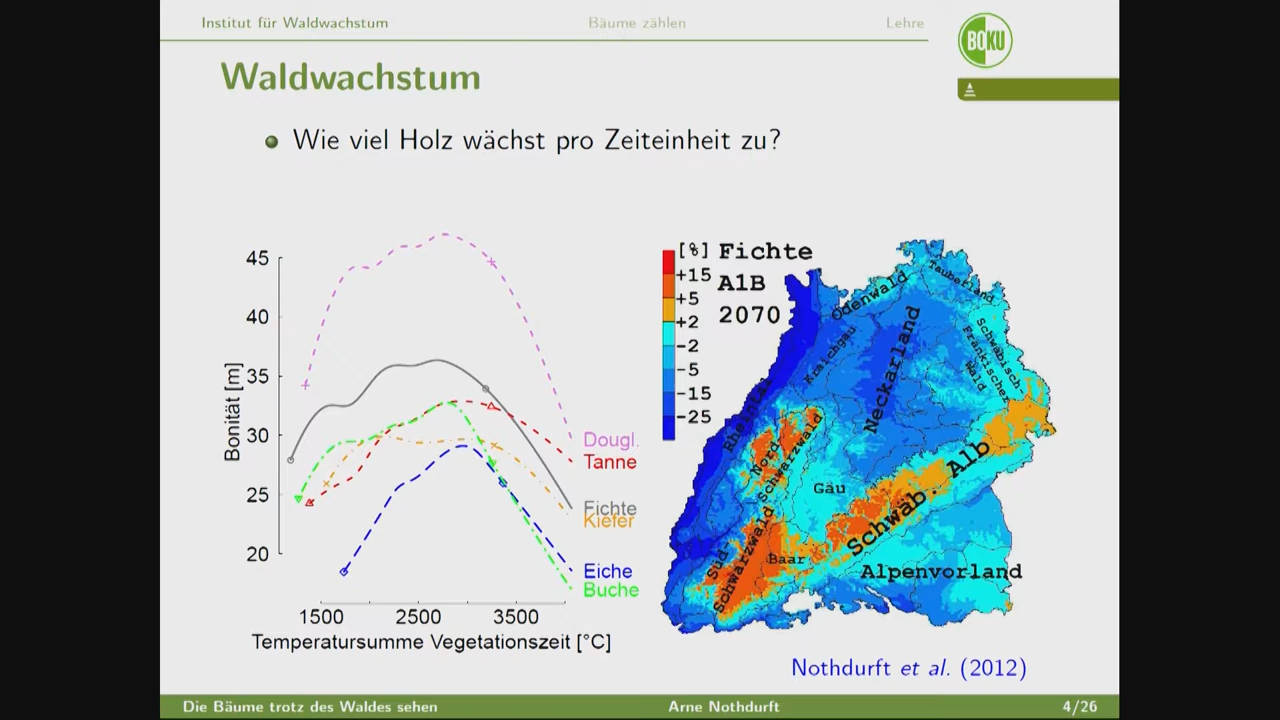 Institut für Waldwachstum Bäume zählen Lehre
BOKU
Waldwachstum
Wie viel Holz wächst pro Zeiteinheit zu?
Bonität [m]
45
40
35
30
25
20
1500 2500 3500
Temperatursumme Vegetationszeit [°C]
Dougl.
Tanne
Fichte
Kiefer
Eiche
Buche
[%] Fichte
A1B
2070
+15
+5
+2
-2
-5
-15
-25
Odenwald
Tauberland
Kraichgau
Neckarland
Schwäbisch-
Fränkischer
Wald
Rheintal
Nord-
Schwarzwald
Gäu
Schwäb. Alb
Süd-
Schwarzwald
Baar
Alpenvorland
Nothdurft et al. (2012)
Die Bäume trotz des Waldes sehen Arne Nothdurft 4/26